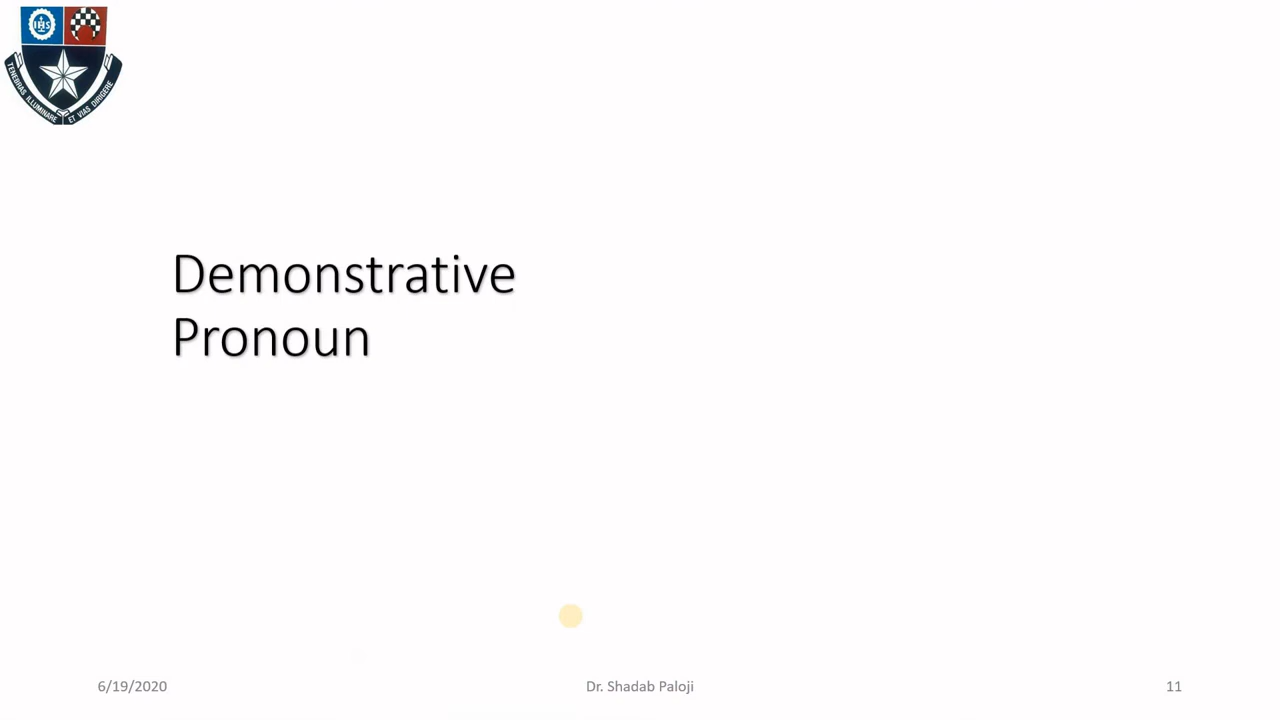 IHS
TENEBRAS ILLUMINARE ET VIAS DIRIGERE
Demonstrative
Pronoun
6/19/2020
Dr. Shadab Paloji
11